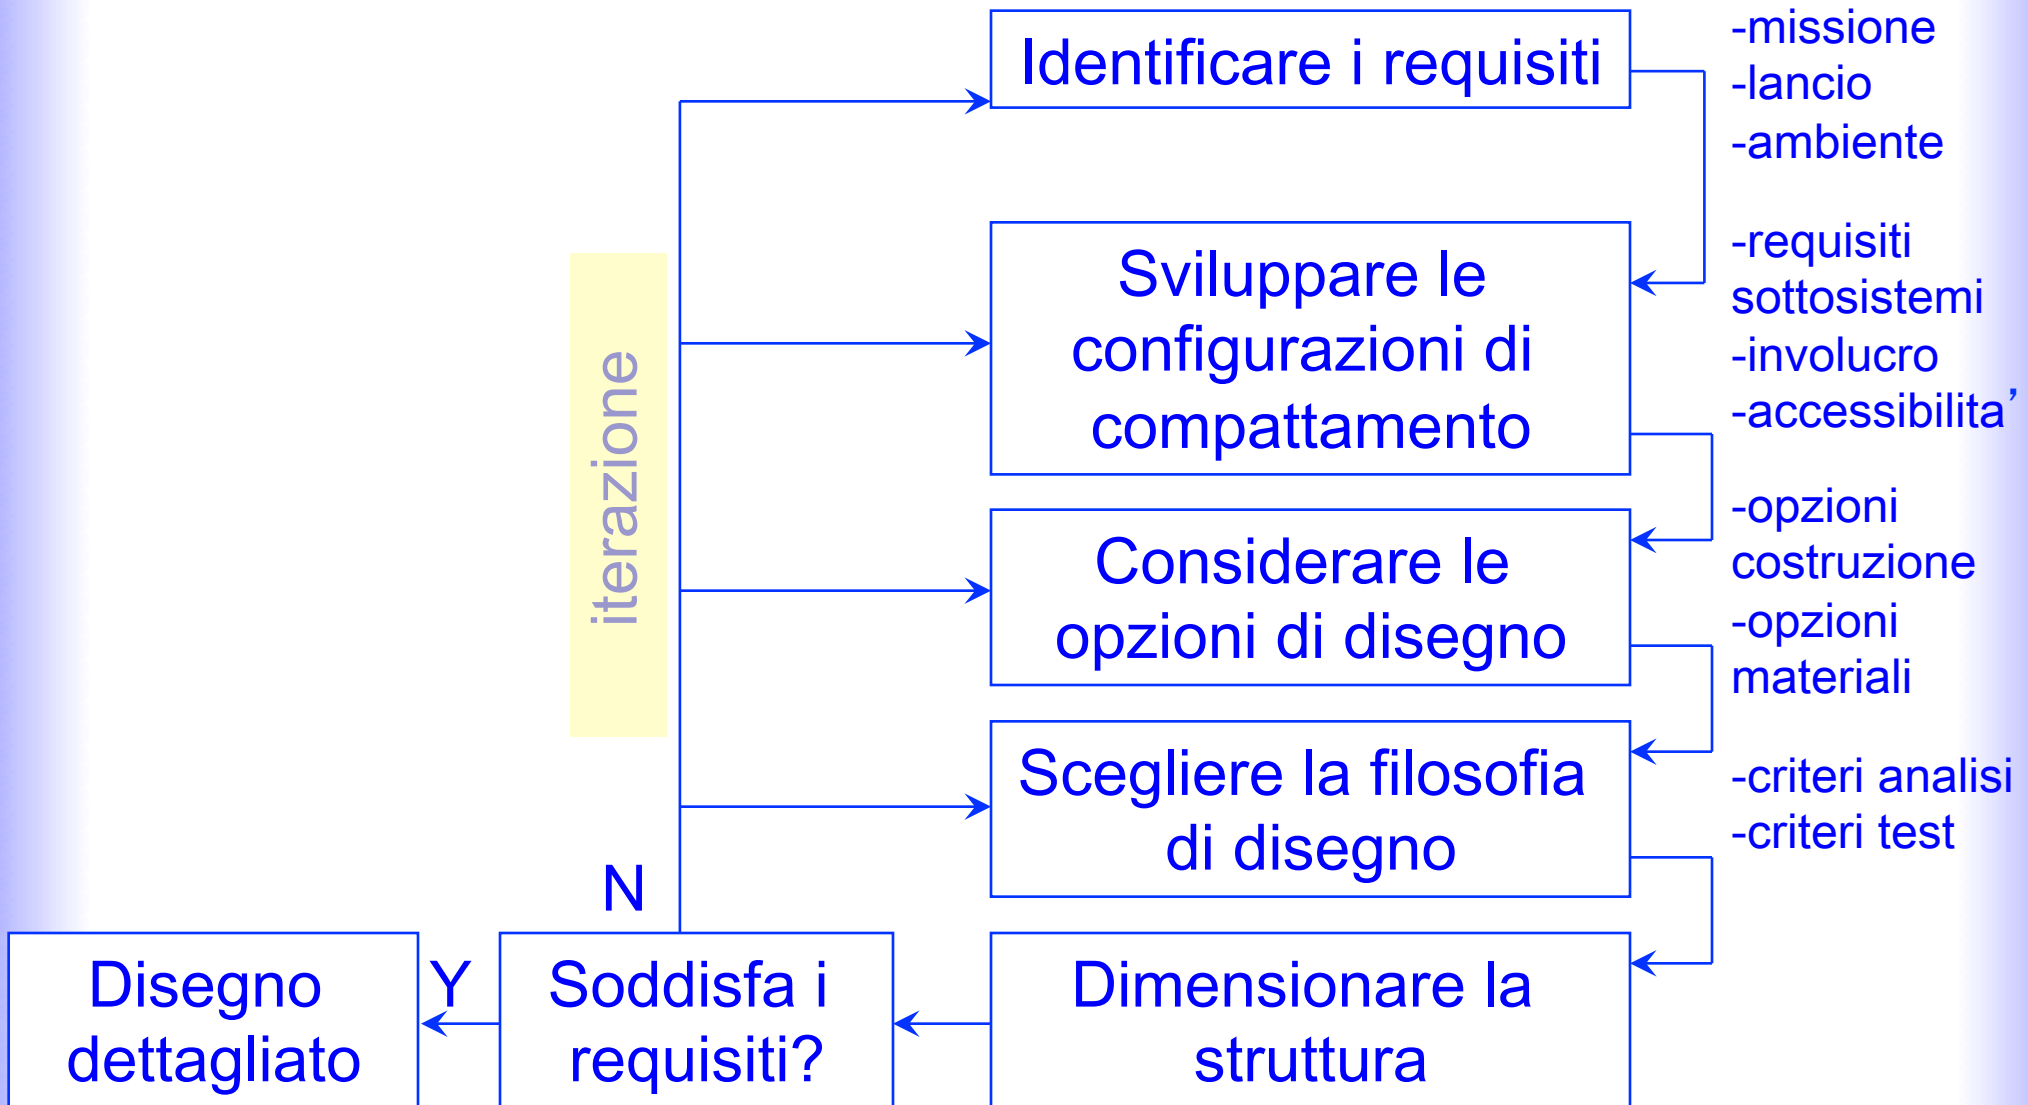 Identificare i requisiti
-missione
-lancio
-ambiente
Sviluppare le
configurazioni di
compattamento
-requisiti
sottosistemi
-involucro
-accessibilita’
iterazione
Considerare le
opzioni di disegno
-opzioni
costruzione
-opzioni
materiali
Scegliere la filosofia
di disegno
-criteri analisi
-criteri test
N
Disegno
dettagliato
Y
Soddisfa i
requisiti?
Dimensionare la
struttura